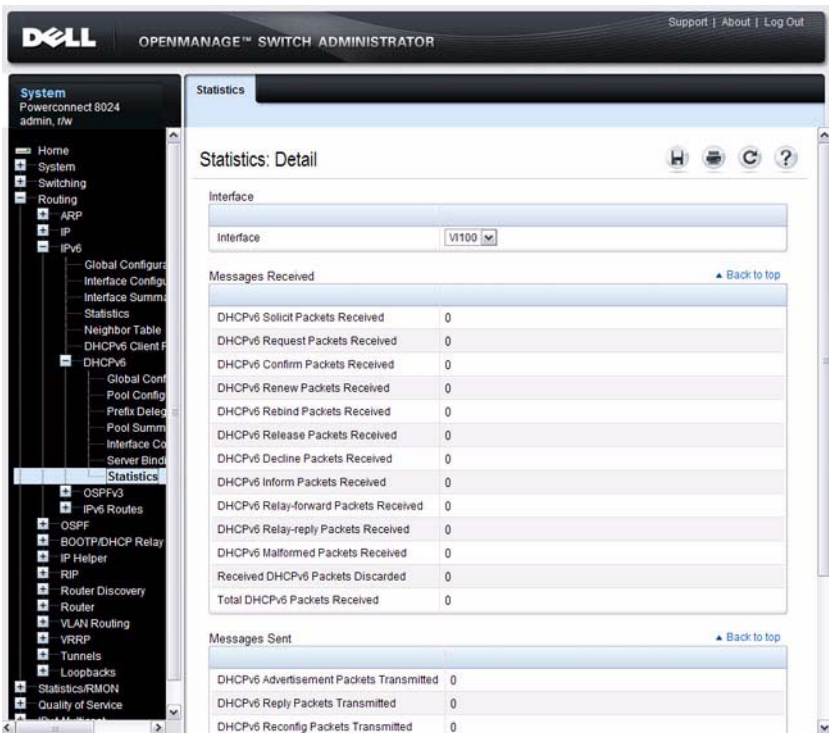 DELL
OPENMANAGE™ SWITCH ADMINISTRATOR
Support | About | Log Out
System
Powerconnect 8024
admin, r/w
Home
System
Switching
Routing
ARP
IP
IPv6
Global Configura
Interface Configu
Interface Summa
Statistics
Neighbor Table
DHCPv6 Client
DHCPv6
Global Conf
Pool Config
Prefix Deleg
Pool Summ
Interface Co
Server Bindi
Statistics
OSPFv3
IPv6 Routes
OSPF
BOOTP/DHCP Relay
IP Helper
RIP
Router Discovery
Router
VLAN Routing
VRRP
Tunnels
Loopbacks
Statistics/RMON
Quality of Service
Statistics
Statistics: Detail
Interface
Interface Vl100
Messages Received ▲ Back to top
DHCPv6 Solicit Packets Received 0
DHCPv6 Request Packets Received 0
DHCPv6 Confirm Packets Received 0
DHCPv6 Renew Packets Received 0
DHCPv6 Rebind Packets Received 0
DHCPv6 Release Packets Received 0
DHCPv6 Decline Packets Received 0
DHCPv6 Inform Packets Received 0
DHCPv6 Relay-forward Packets Received 0
DHCPv6 Relay-reply Packets Received 0
DHCPv6 Malformed Packets Received 0
Received DHCPv6 Packets Discarded 0
Total DHCPv6 Packets Received 0
Messages Sent ▲ Back to top
DHCPv6 Advertisement Packets Transmitted 0
DHCPv6 Reply Packets Transmitted 0
DHCPv6 Reconfig Packets Transmitted 0